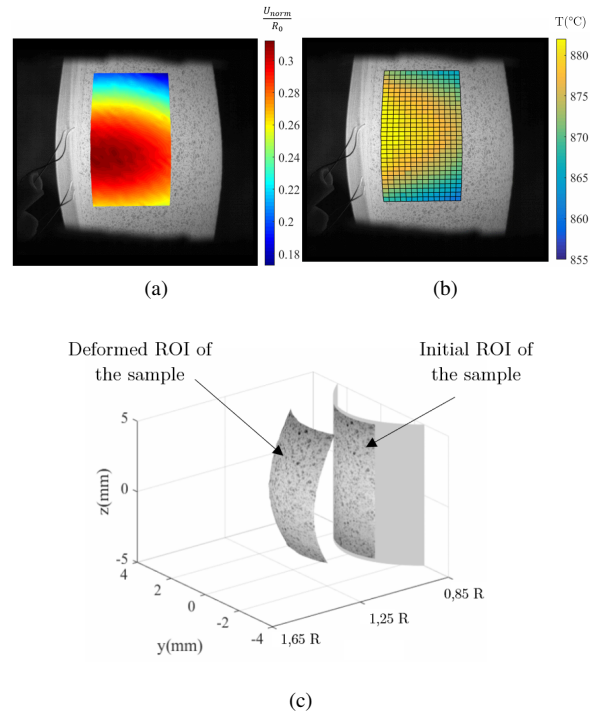 U_norm
R_0
T(°C)
0.3
0.28
0.26
0.24
0.22
0.2
0.18
880
875
870
865
860
855
(a)
(b)
Deformed ROI of
the sample
Initial ROI of
the sample
5
0
-5
z(mm)
4
2
0
-2
-4
y(mm)
0,85 R
1,25 R
1,65 R
(c)